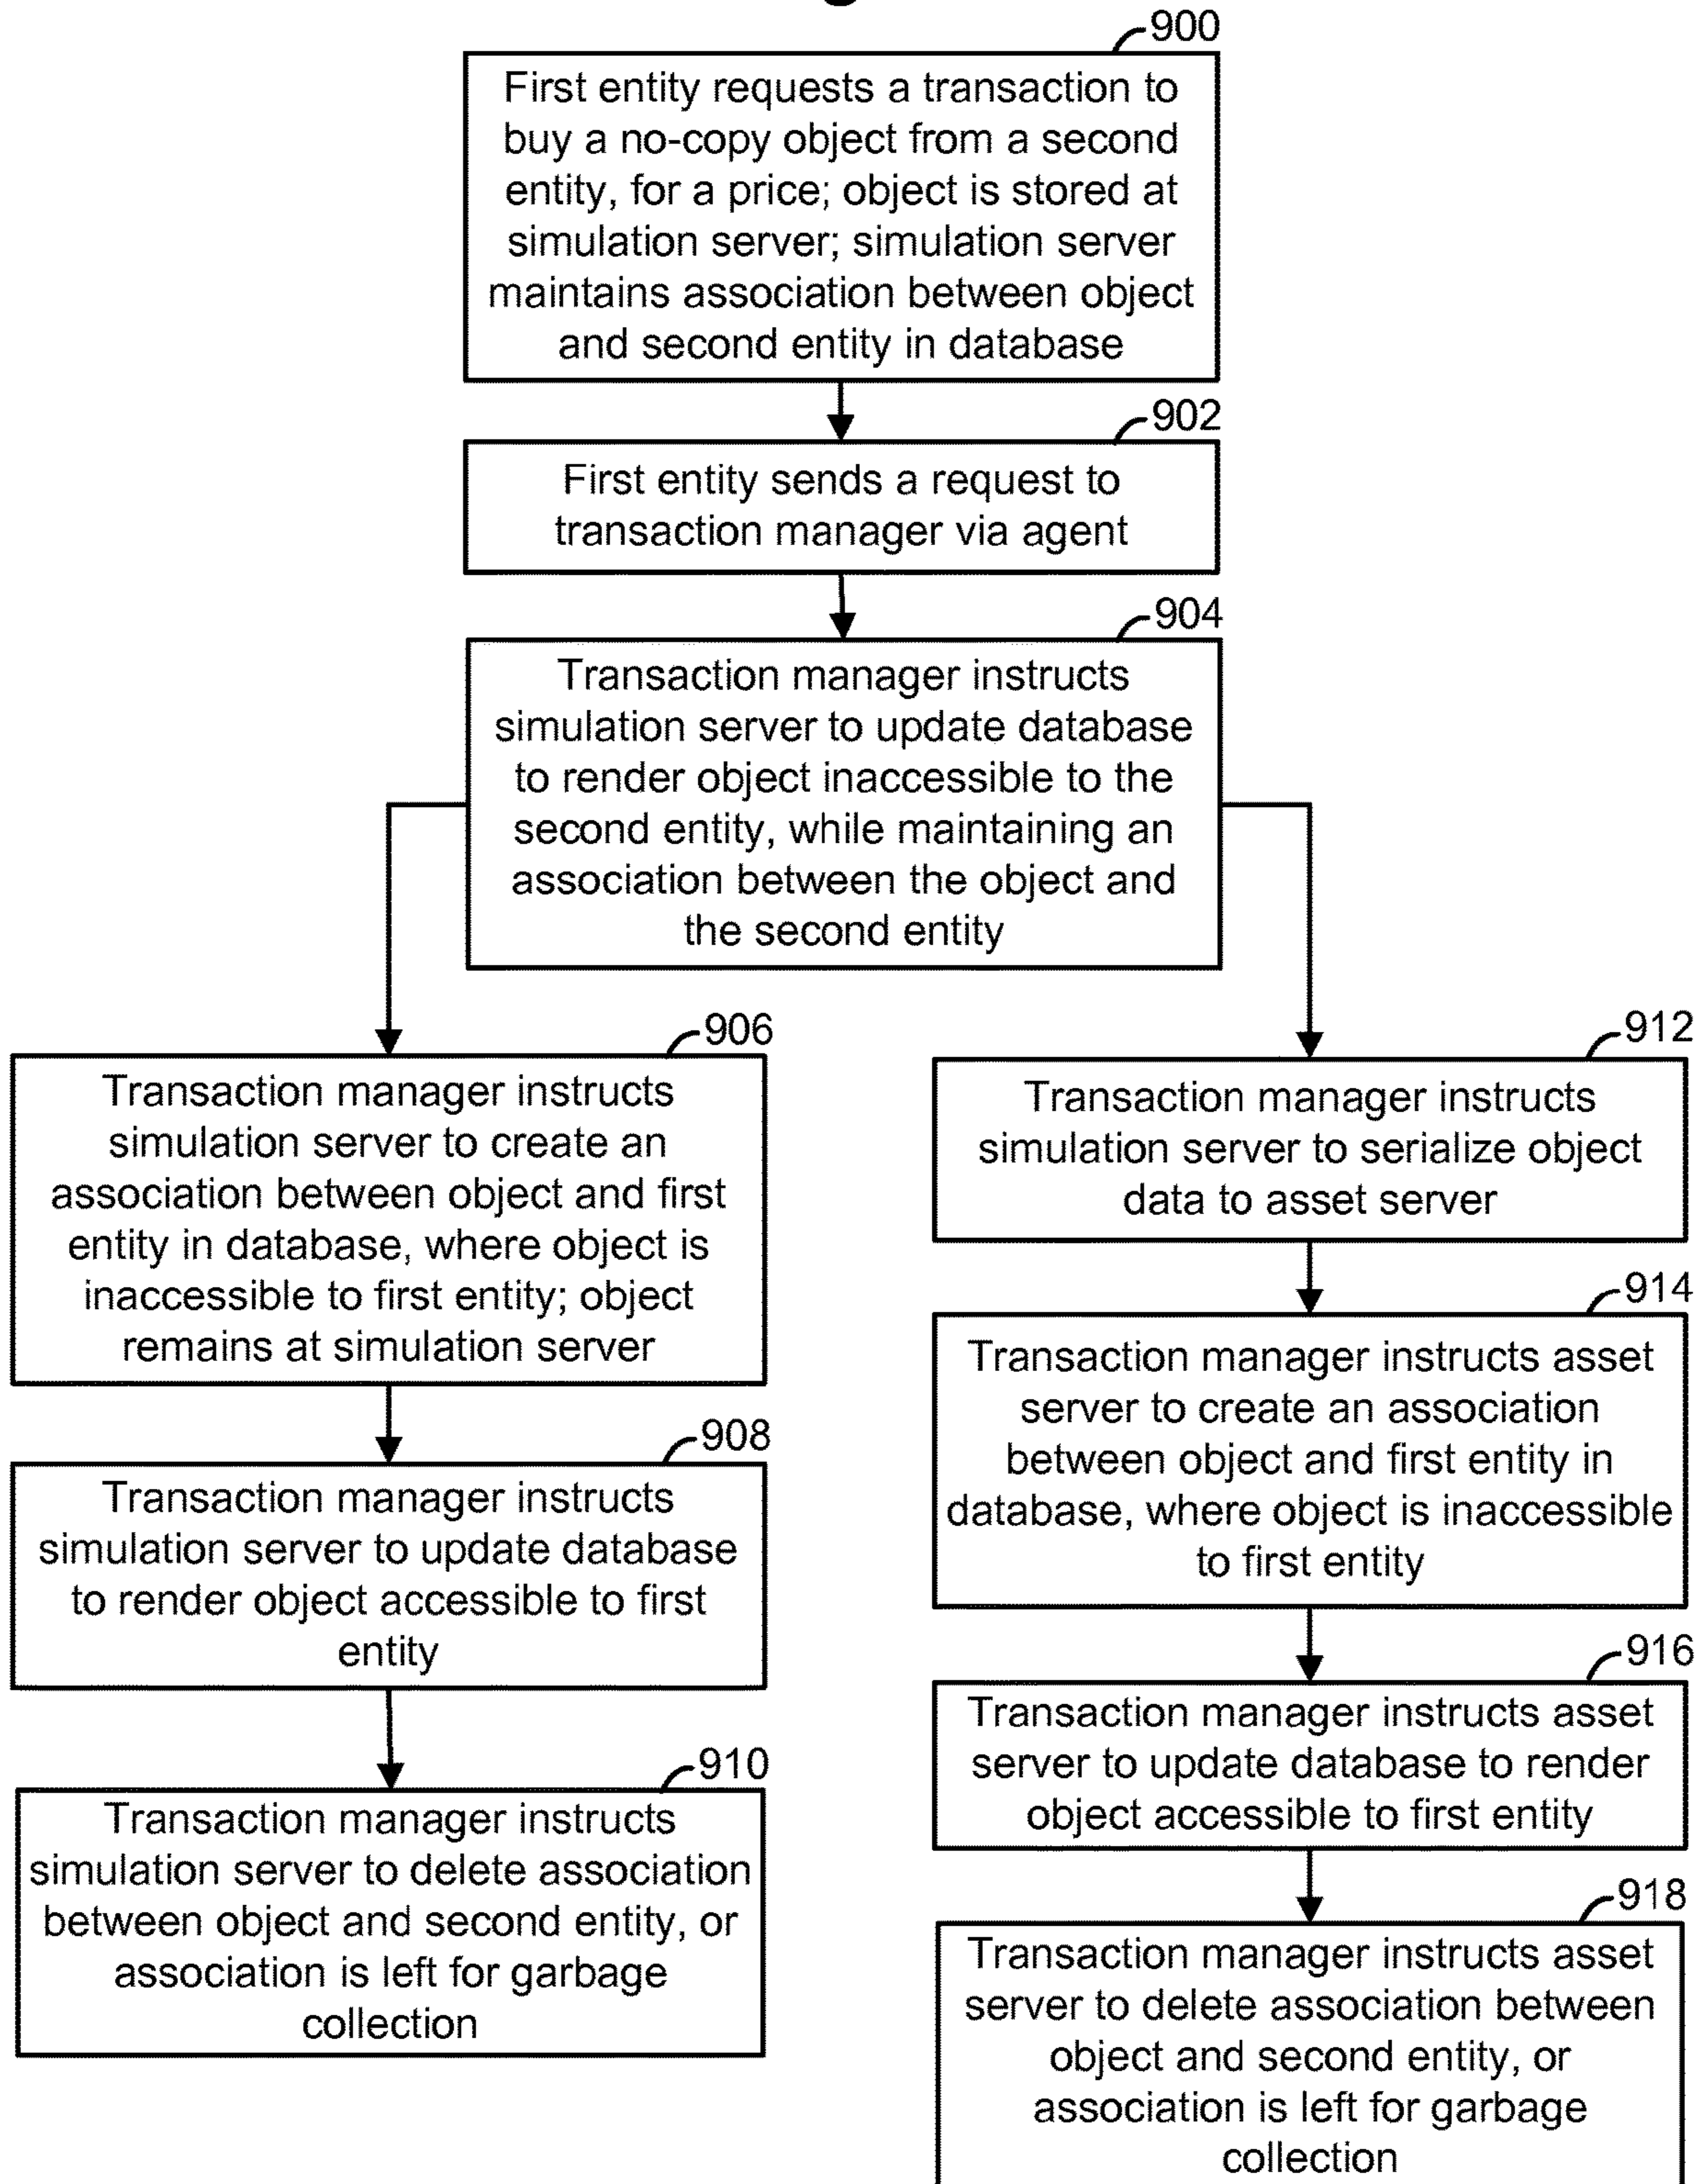 900
First entity requests a transaction to
buy a no-copy object from a second
entity, for a price; object is stored at
simulation server; simulation server
maintains association between object
and second entity in database
902
First entity sends a request to
transaction manager via agent
904
Transaction manager instructs
simulation server to update database
to render object inaccessible to the
second entity, while maintaining an
association between the object and
the second entity
906
Transaction manager instructs
simulation server to create an
association between object and first
entity in database, where object is
inaccessible to first entity; object
remains at simulation server
908
Transaction manager instructs
simulation server to update database
to render object accessible to first
entity
910
Transaction manager instructs
simulation server to delete association
between object and second entity, or
association is left for garbage
collection
912
Transaction manager instructs
simulation server to serialize object
data to asset server
914
Transaction manager instructs asset
server to create an association
between object and first entity in
database, where object is inaccessible
to first entity
916
Transaction manager instructs asset
server to update database to render
object accessible to first entity
918
Transaction manager instructs asset
server to delete association between
object and second entity, or
association is left for garbage
collection